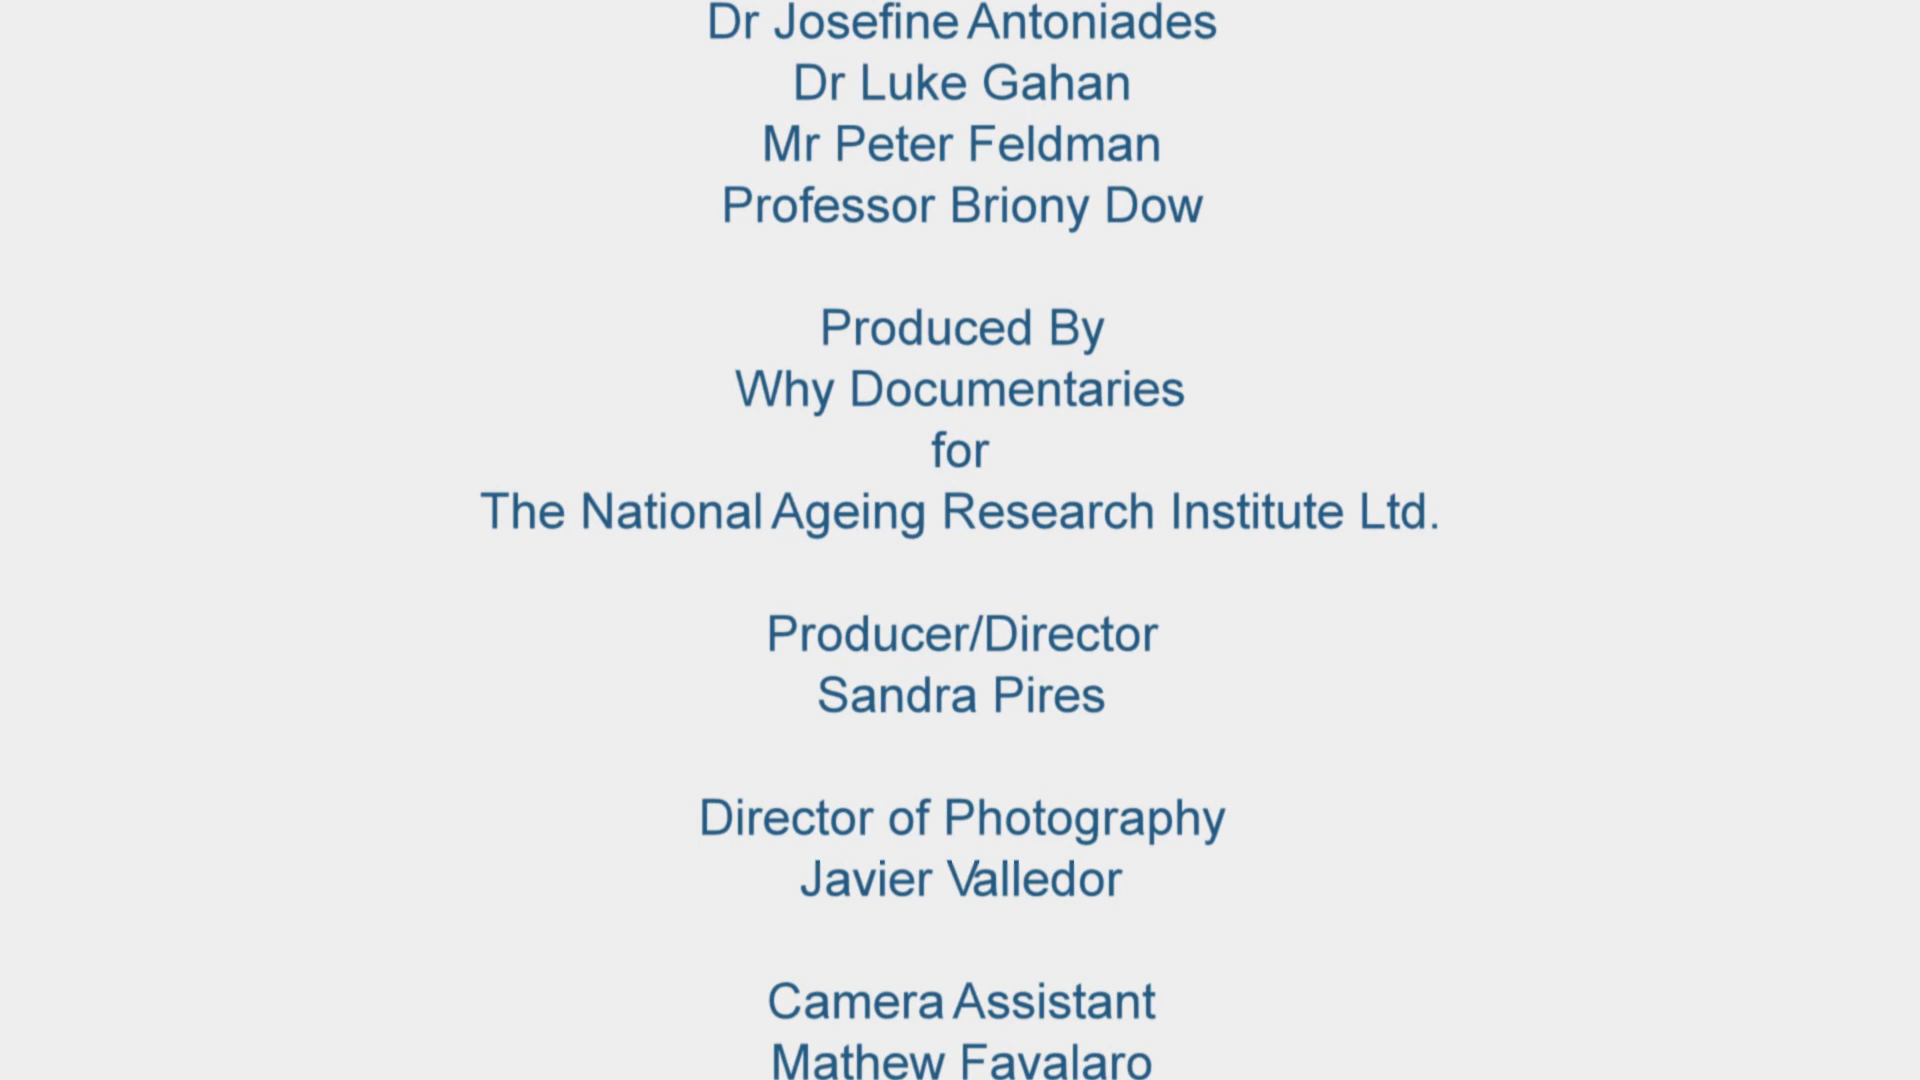 Dr Josefine Antoniades
Dr Luke Gahan
Mr Peter Feldman
Professor Briony Dow
Produced By
Why Documentaries
for
The National Ageing Research Institute Ltd.
Producer/Director
Sandra Pires
Director of Photography
Javier Valledor
Camera Assistant
Mathew Favalaro